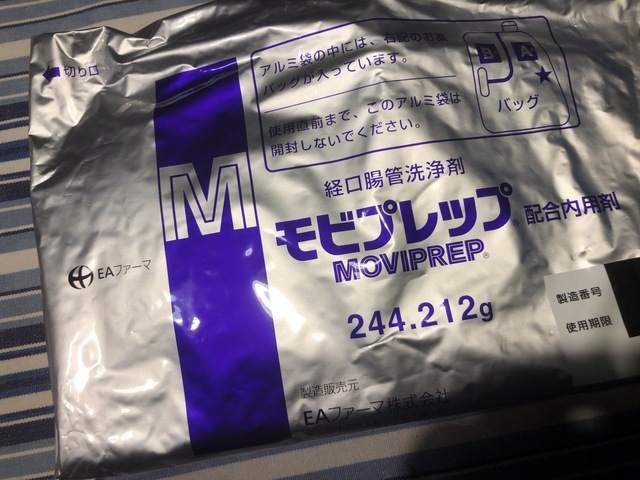 切り口
アルミ袋の中には、右記のお薬
バッグが入っています。
使用直前まで、このアルミ袋は
開封しないでください。
B A
バッグ
M
経口腸管洗浄剤
モビプレップ® 配合内用剤
MOVIPREP®
EAファーマ
244.212g
製造番号
使用期限
製造販売元
EAファーマ株式会社